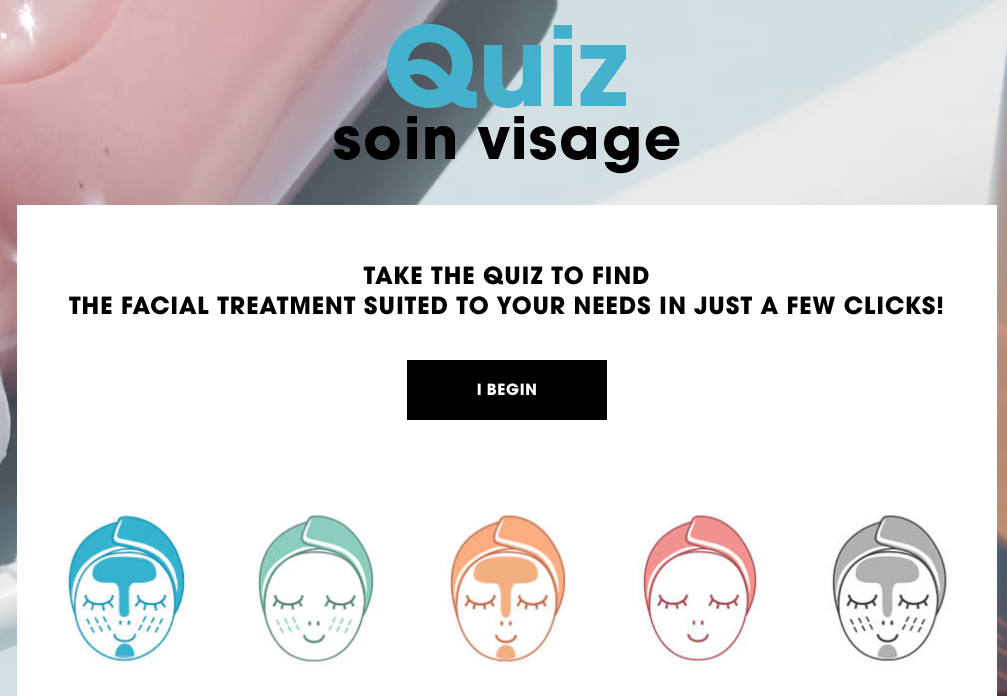 Quiz
soin visage
TAKE THE QUIZ TO FIND
THE FACIAL TREATMENT SUITED TO YOUR NEEDS IN JUST A FEW CLICKS!
I BEGIN